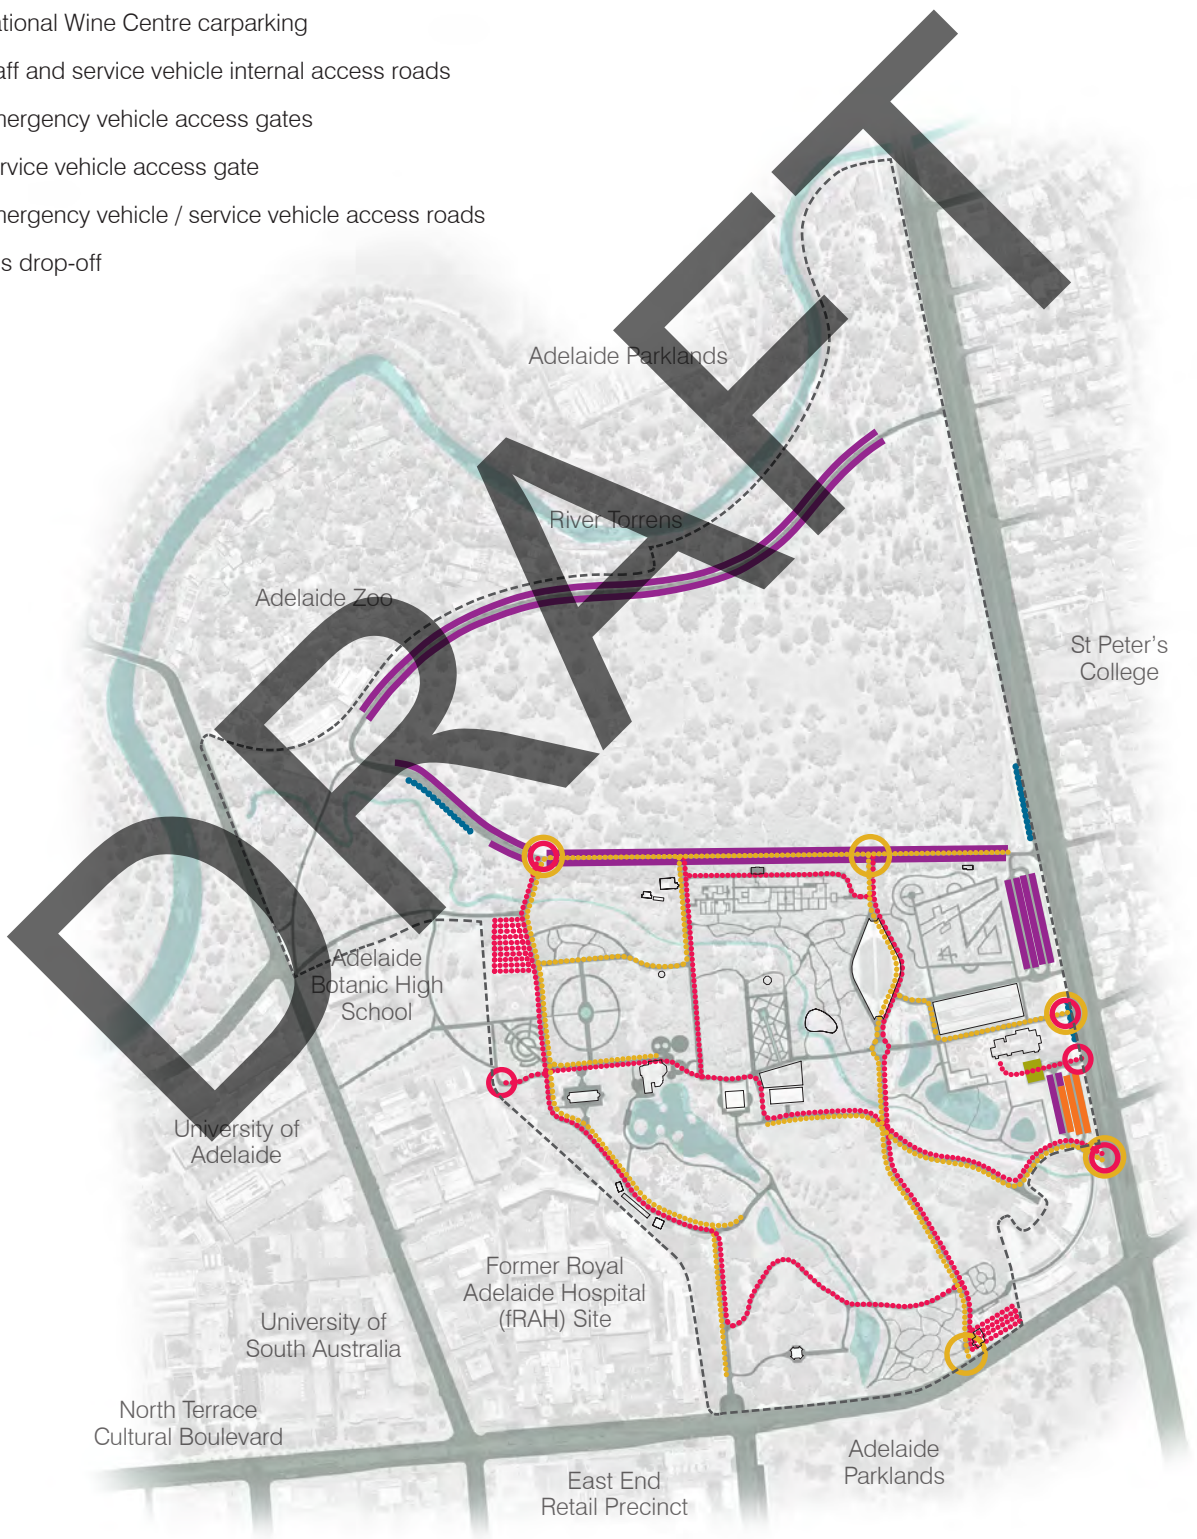 ational Wine Centre carparking
aff and service vehicle internal access roads
mergency vehicle access gates
rvice vehicle access gate
mergency vehicle / service vehicle access roads
s drop-off
DRAFT
Adelaide Parklands
River Torrens
Adelaide Zoo
St Peter's
College
Adelaide
Botanic High
School
University of
Adelaide
Former Royal
Adelaide Hospital
(fRAH) Site
University of
South Australia
North Terrace
Cultural Boulevard
Adelaide
Parklands
East End
Retail Precinct